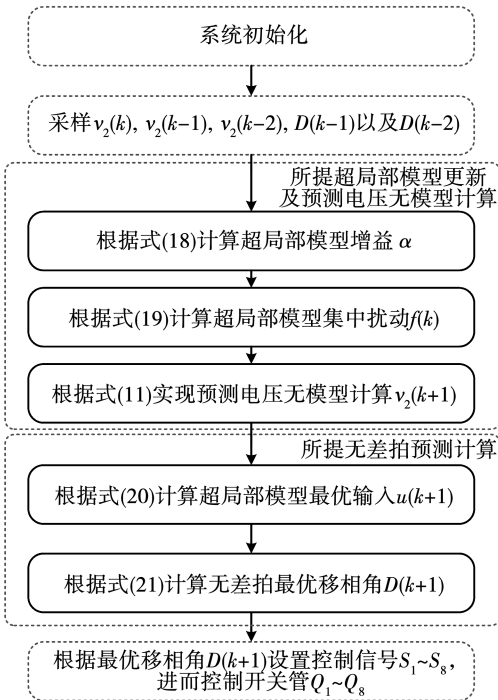 系统初始化
采样v₂(k), v₂(k−1), v₂(k−2), D(k−1)以及D(k−2)
所提超局部模型更新
及预测电压无模型计算
根据式(18)计算超局部模型增益 α
根据式(19)计算超局部模型集中扰动f(k)
根据式(11)实现预测电压无模型计算v₂(k+1)
所提无差拍预测计算
根据式(20)计算超局部模型最优输入u(k+1)
根据式(21)计算无差拍最优移相角D(k+1)
根据最优移相角D(k+1)设置控制信号S₁~S₈,
进而控制开关管Q₁~Q₈